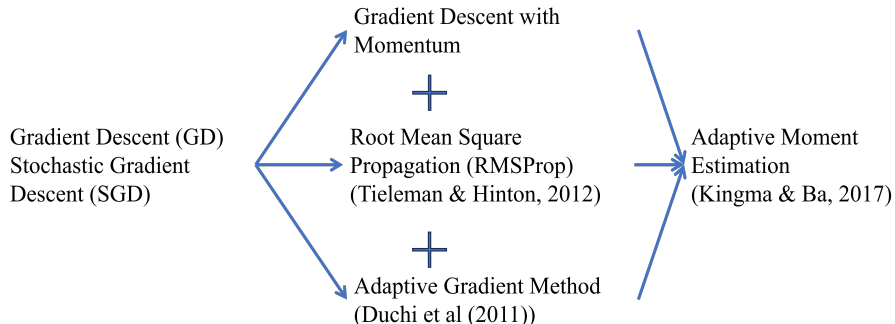 Gradient Descent (GD)
Stochastic Gradient
Descent (SGD)
Gradient Descent with
Momentum
+
Root Mean Square
Propagation (RMSProp)
(Tieleman & Hinton, 2012)
+
Adaptive Gradient Method
(Duchi et al (2011))
Adaptive Moment
Estimation
(Kingma & Ba, 2017)